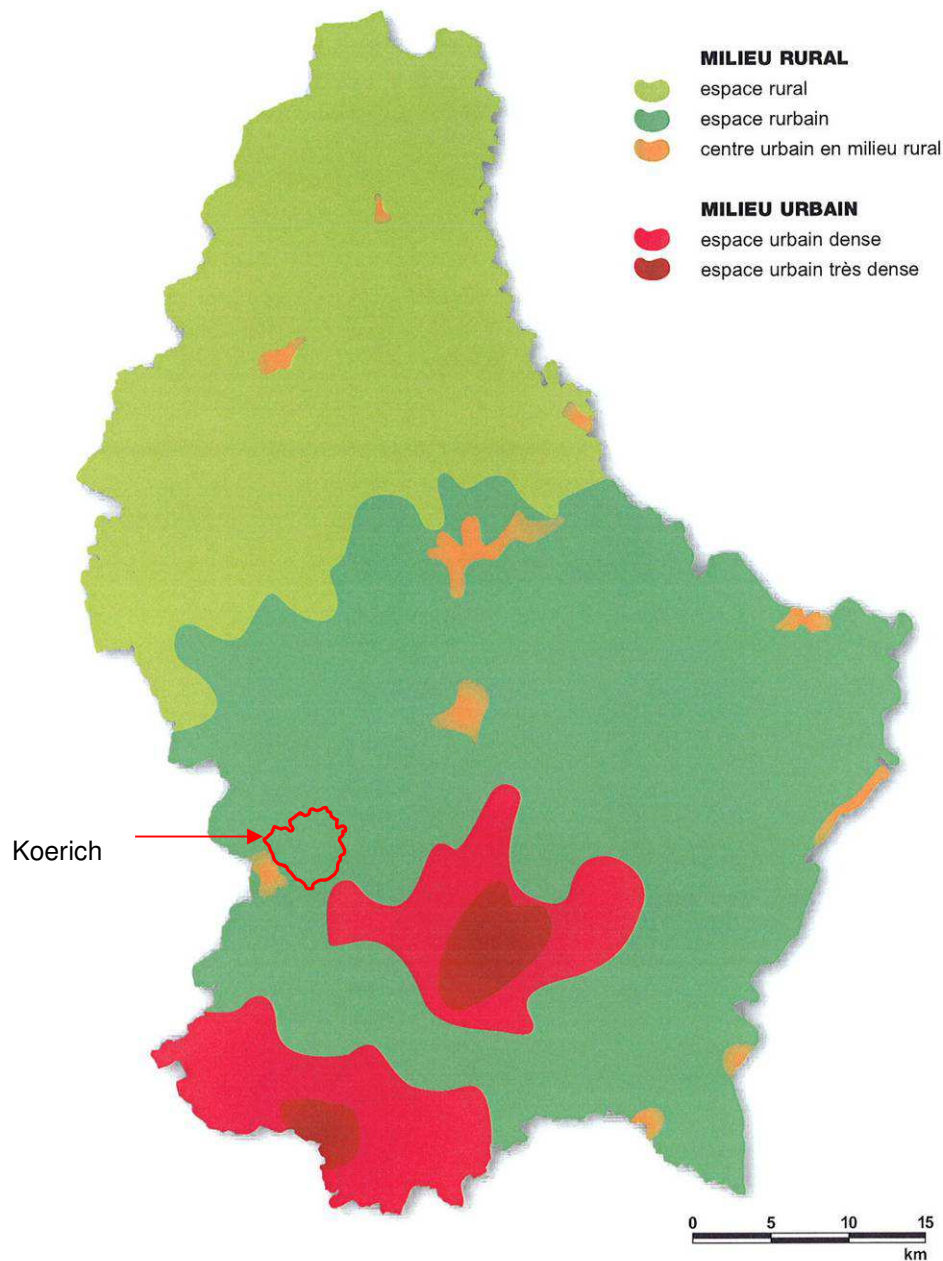 MILIEU RURAL
espace rural
espace rurbain
centre urbain en milieu rural
MILIEU URBAIN
espace urbain dense
espace urbain très dense
Koerich
0 5 10 15
km